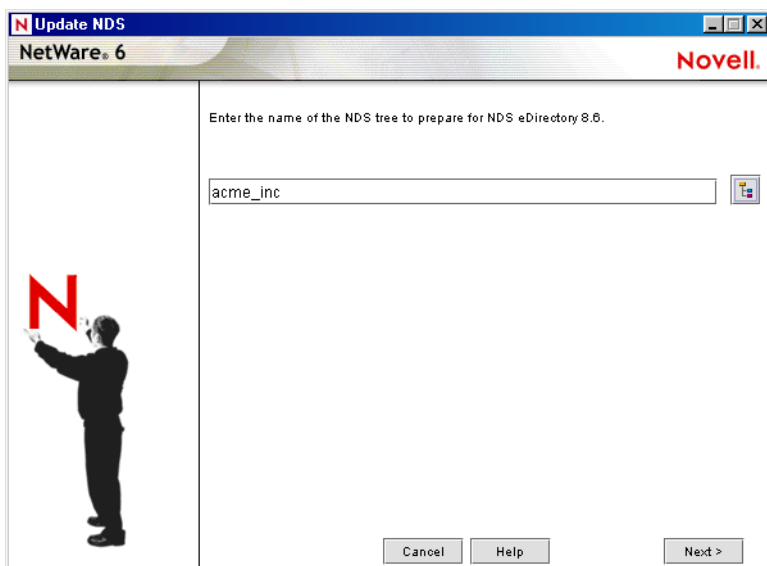 N Update NDS
NetWare® 6
Novell®
Enter the name of the NDS tree to prepare for NDS eDirectory 8.6.
acme_inc
N
Cancel Help Next >